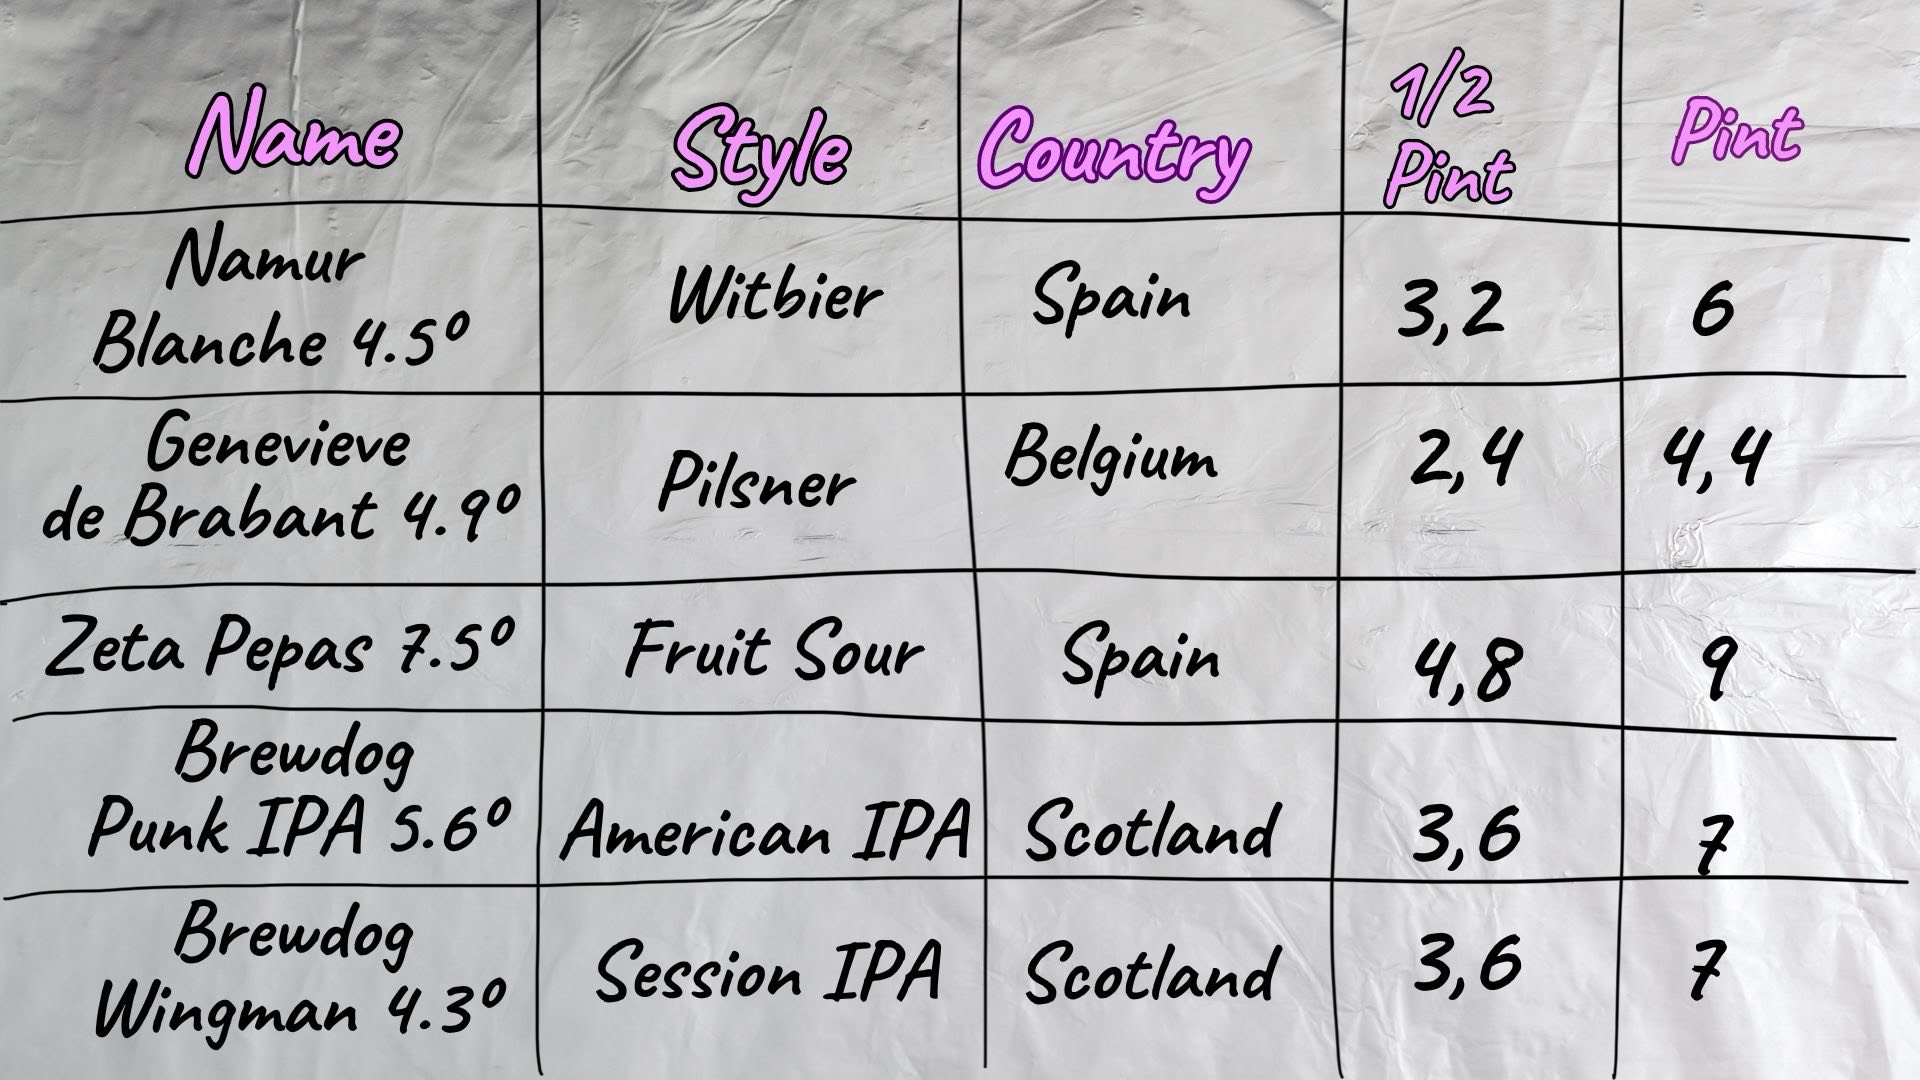 Name Style Country 1/2 Pint Pint
Namur
Blanche 4.5º Witbier Spain 3,2 6
Genevieve
de Brabant 4.9º Pilsner Belgium 2,4 4,4
Zeta Pepas 7.5º Fruit Sour Spain 4,8 9
Brewdog
Punk IPA 5.6º American IPA Scotland 3,6 7
Brewdog
Wingman 4.3º Session IPA Scotland 3,6 7